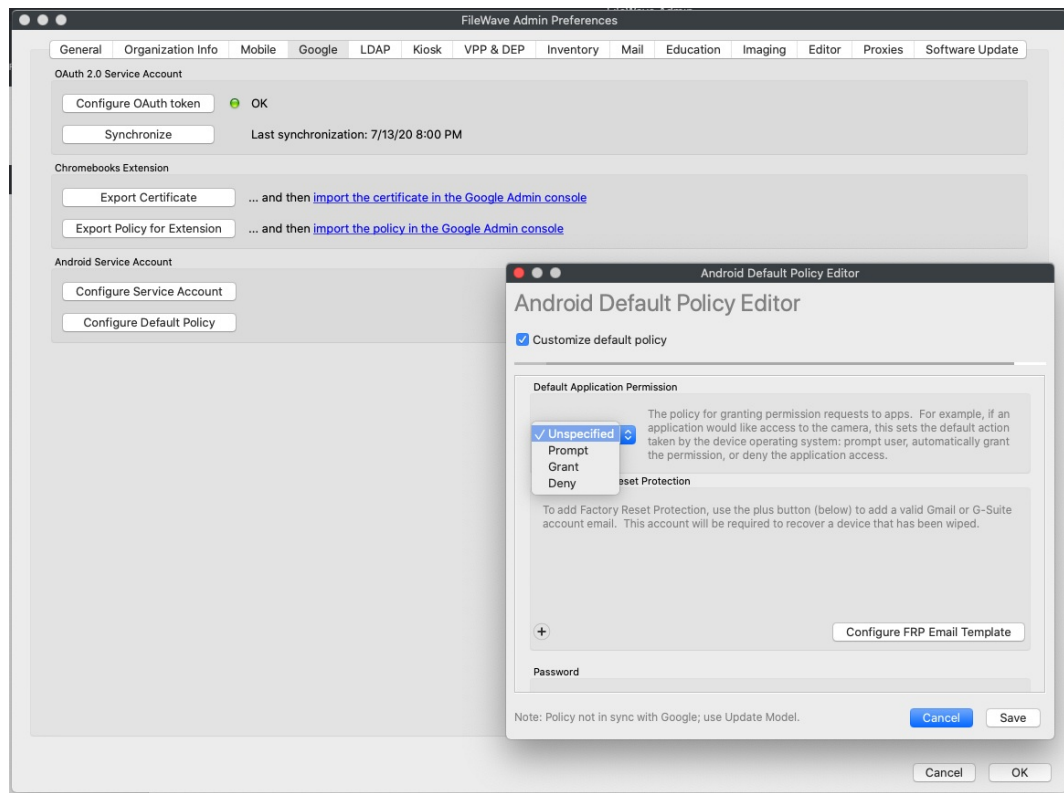 FileWave Admin Preferences
General Organization Info Mobile Google LDAP Kiosk VPP & DEP Inventory Mail Education Imaging Editor Proxies Software Update
OAuth 2.0 Service Account
Configure OAuth token OK
Synchronize Last synchronization: 7/13/20 8:00 PM
Chromebooks Extension
Export Certificate ... and then import the certificate in the Google Admin console
Export Policy for Extension ... and then import the policy in the Google Admin console
Android Service Account
Configure Service Account
Configure Default Policy
Android Default Policy Editor
Android Default Policy Editor
Customize default policy
Default Application Permission
✓ Unspecified
Prompt
Grant
Deny
The policy for granting permission requests to apps. For example, if an
application would like access to the camera, this sets the default action
taken by the device operating system: prompt user, automatically grant
the permission, or deny the application access.
eset Protection
To add Factory Reset Protection, use the plus button (below) to add a valid Gmail or G-Suite
account email. This account will be required to recover a device that has been wiped.
+ Configure FRP Email Template
Password
Note: Policy not in sync with Google; use Update Model.
Cancel Save
Cancel OK